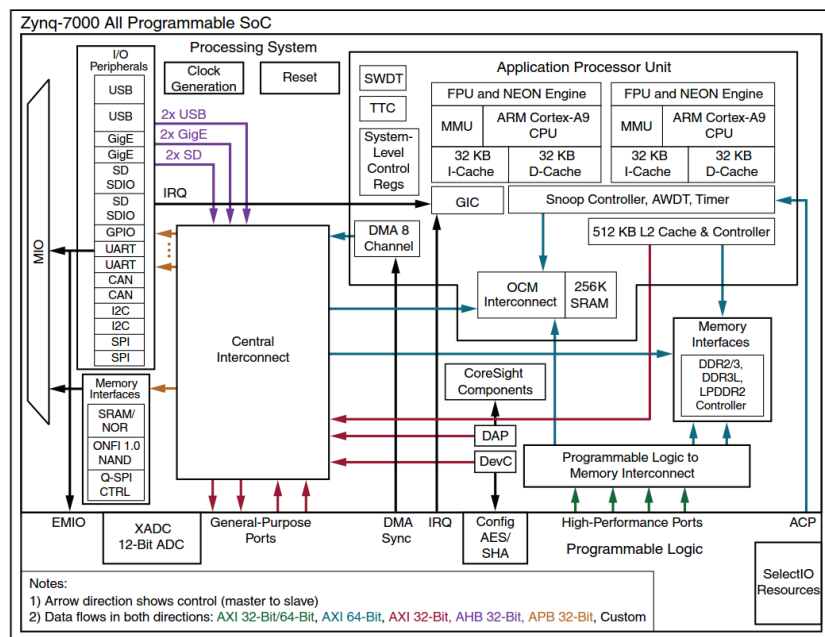 Zynq-7000 All Programmable SoC
Processing System
I/O
Peripherals
USB
USB
GigE
GigE
SD
SDIO
SD
SDIO
GPIO
UART
UART
CAN
CAN
I2C
I2C
SPI
SPI
MIO
Clock
Generation
Reset
2x USB
2x GigE
2x SD
IRQ
Application Processor Unit
SWDT
TTC
System-
Level
Control
Regs
FPU and NEON Engine
MMU
ARM Cortex-A9
CPU
32 KB
I-Cache
32 KB
D-Cache
FPU and NEON Engine
MMU
ARM Cortex-A9
CPU
32 KB
I-Cache
32 KB
D-Cache
GIC
Snoop Controller, AWDT, Timer
DMA 8
Channel
512 KB L2 Cache & Controller
OCM
Interconnect
256K
SRAM
Central
Interconnect
Memory
Interfaces
DDR2/3,
DDR3L,
LPDDR2
Controller
CoreSight
Components
Memory
Interfaces
SRAM/
NOR
ONFI 1.0
NAND
Q-SPI
CTRL
DAP
DevC
Programmable Logic to
Memory Interconnect
EMIO
XADC
12-Bit ADC
General-Purpose
Ports
DMA
Sync
IRQ
Config
AES/
SHA
High-Performance Ports
ACP
Programmable Logic
SelectIO
Resources
Notes:
1) Arrow direction shows control (master to slave)
2) Data flows in both directions: AXI 32-Bit/64-Bit, AXI 64-Bit, AXI 32-Bit, AHB 32-Bit, APB 32-Bit, Custom